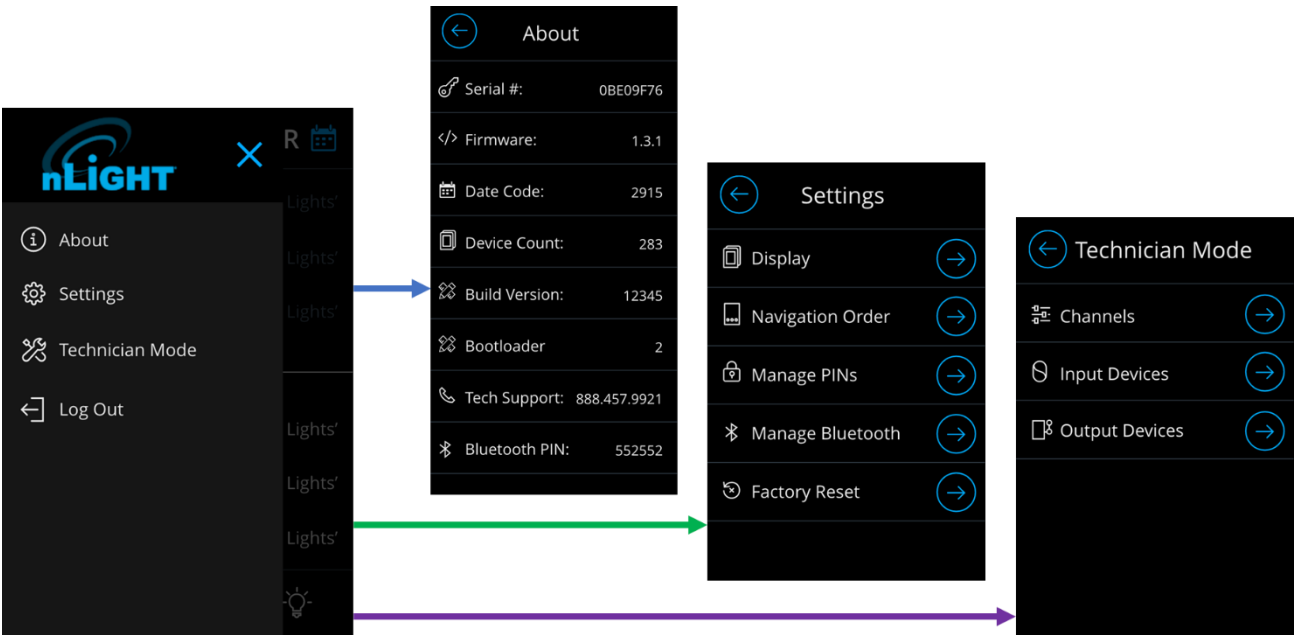 nLIGHT
R
Lights’
Lights’
Lights’
Lights’
Lights’
Lights’
About
Settings
Technician Mode
Log Out
About
Serial #: 0BE09F76
</> Firmware: 1.3.1
Date Code: 2915
Device Count: 283
Build Version: 12345
Bootloader 2
Tech Support: 888.457.9921
Bluetooth PIN: 552552
Settings
Display
Navigation Order
Manage PINs
Manage Bluetooth
Factory Reset
Technician Mode
Channels
Input Devices
Output Devices